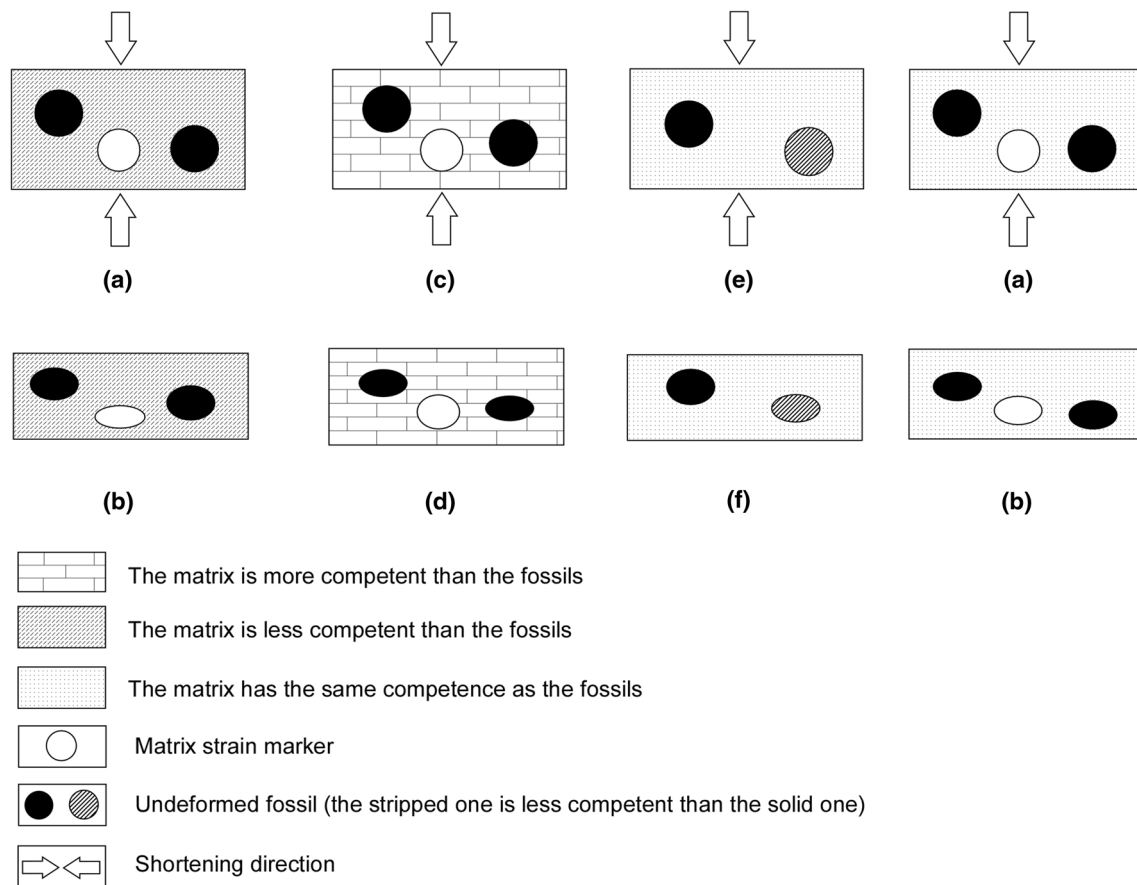 (a) (c) (e) (a)
(b) (d) (f) (b)
The matrix is more competent than the fossils
The matrix is less competent than the fossils
The matrix has the same competence as the fossils
Matrix strain marker
Undeformed fossil (the stripped one is less competent than the solid one)
Shortening direction